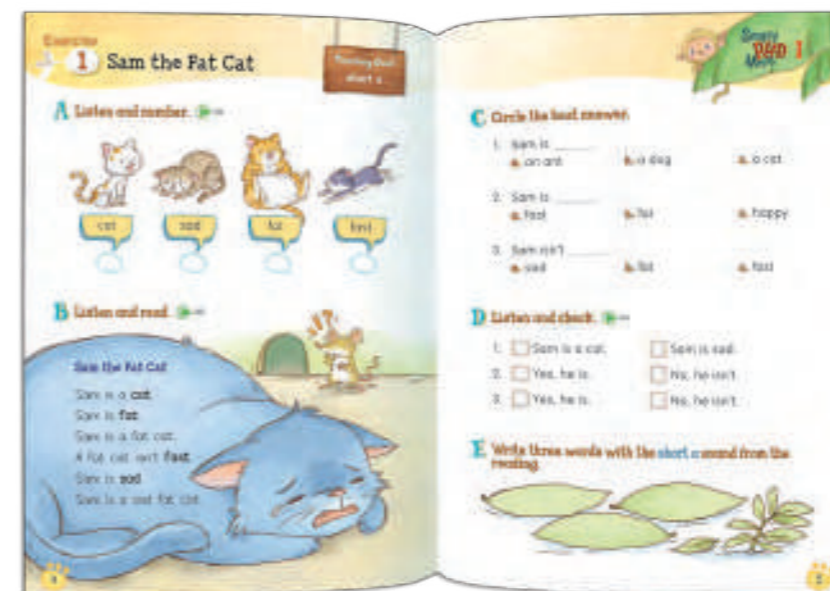 Exercise
1 Sam the Fat Cat
short a
A Listen and number.
cat
sad
fat
fast
B Listen and read.
Sam the Fat Cat
Sam is a cat.
Sam is fat.
Sam is a fat cat.
A fat cat isn't fast.
Sam is sad.
Sam is a sad fat cat.
4
1
C Circle the best answer.
1. Sam is
a. an ant b. a dog c. a cat
2. Sam is
a. fast b. fat c. happy
3. Sam isn't
a. sad b. fat c. fast
D Listen and check.
1. Sam is a cat. Sam is sad.
2. Yes, he is. No, he isn't.
3. Yes, he is. No, he isn't.
E Write three words with the short a sound from the
reading.
5